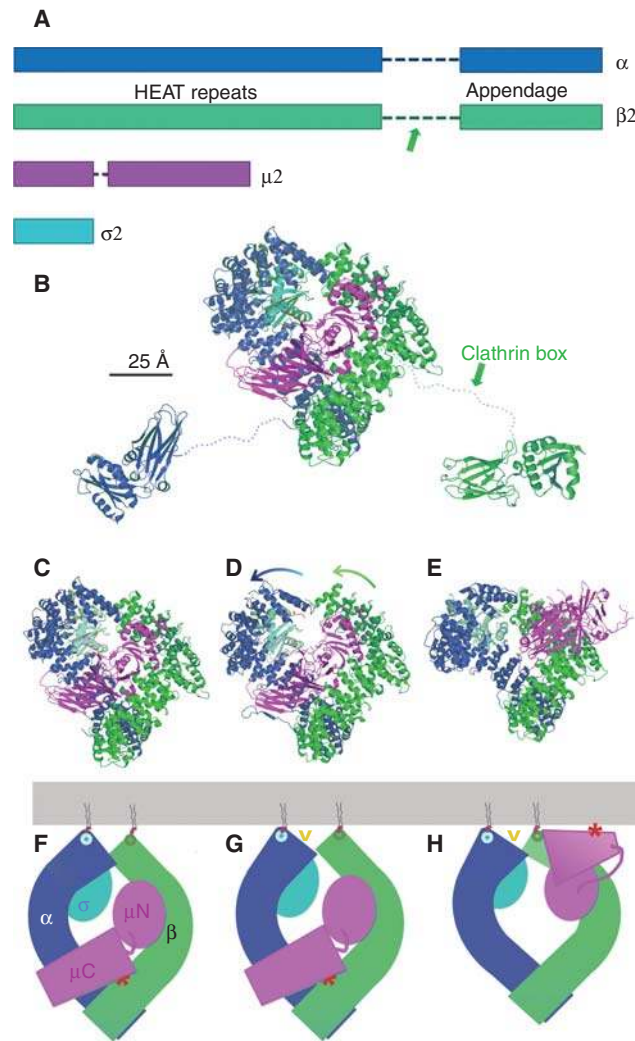 A
α
HEAT repeats
Appendage
β2
μ2
σ2
B
Clathrin box
25 Å
C
D
E
F
G
H
v
v
*
α
σ
μN
β
μC
*
*